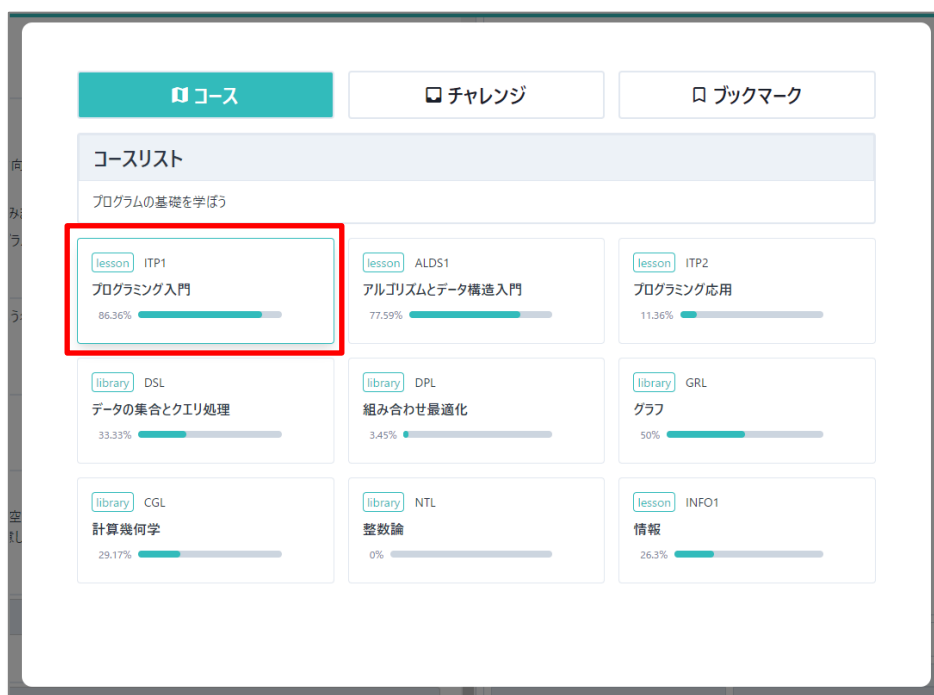 コース
チャレンジ
ブックマーク
コースリスト
プログラムの基礎を学ぼう
lesson ITP1
プログラミング入門
86.36%
lesson ALDS1
アルゴリズムとデータ構造入門
77.59%
lesson ITP2
プログラミング応用
11.36%
library DSL
データの集合とクエリ処理
33.33%
library DPL
組み合わせ最適化
3.45%
library GRL
グラフ
50%
library CGL
計算幾何学
29.17%
library NTL
整数論
0%
lesson INFO1
情報
26.3%